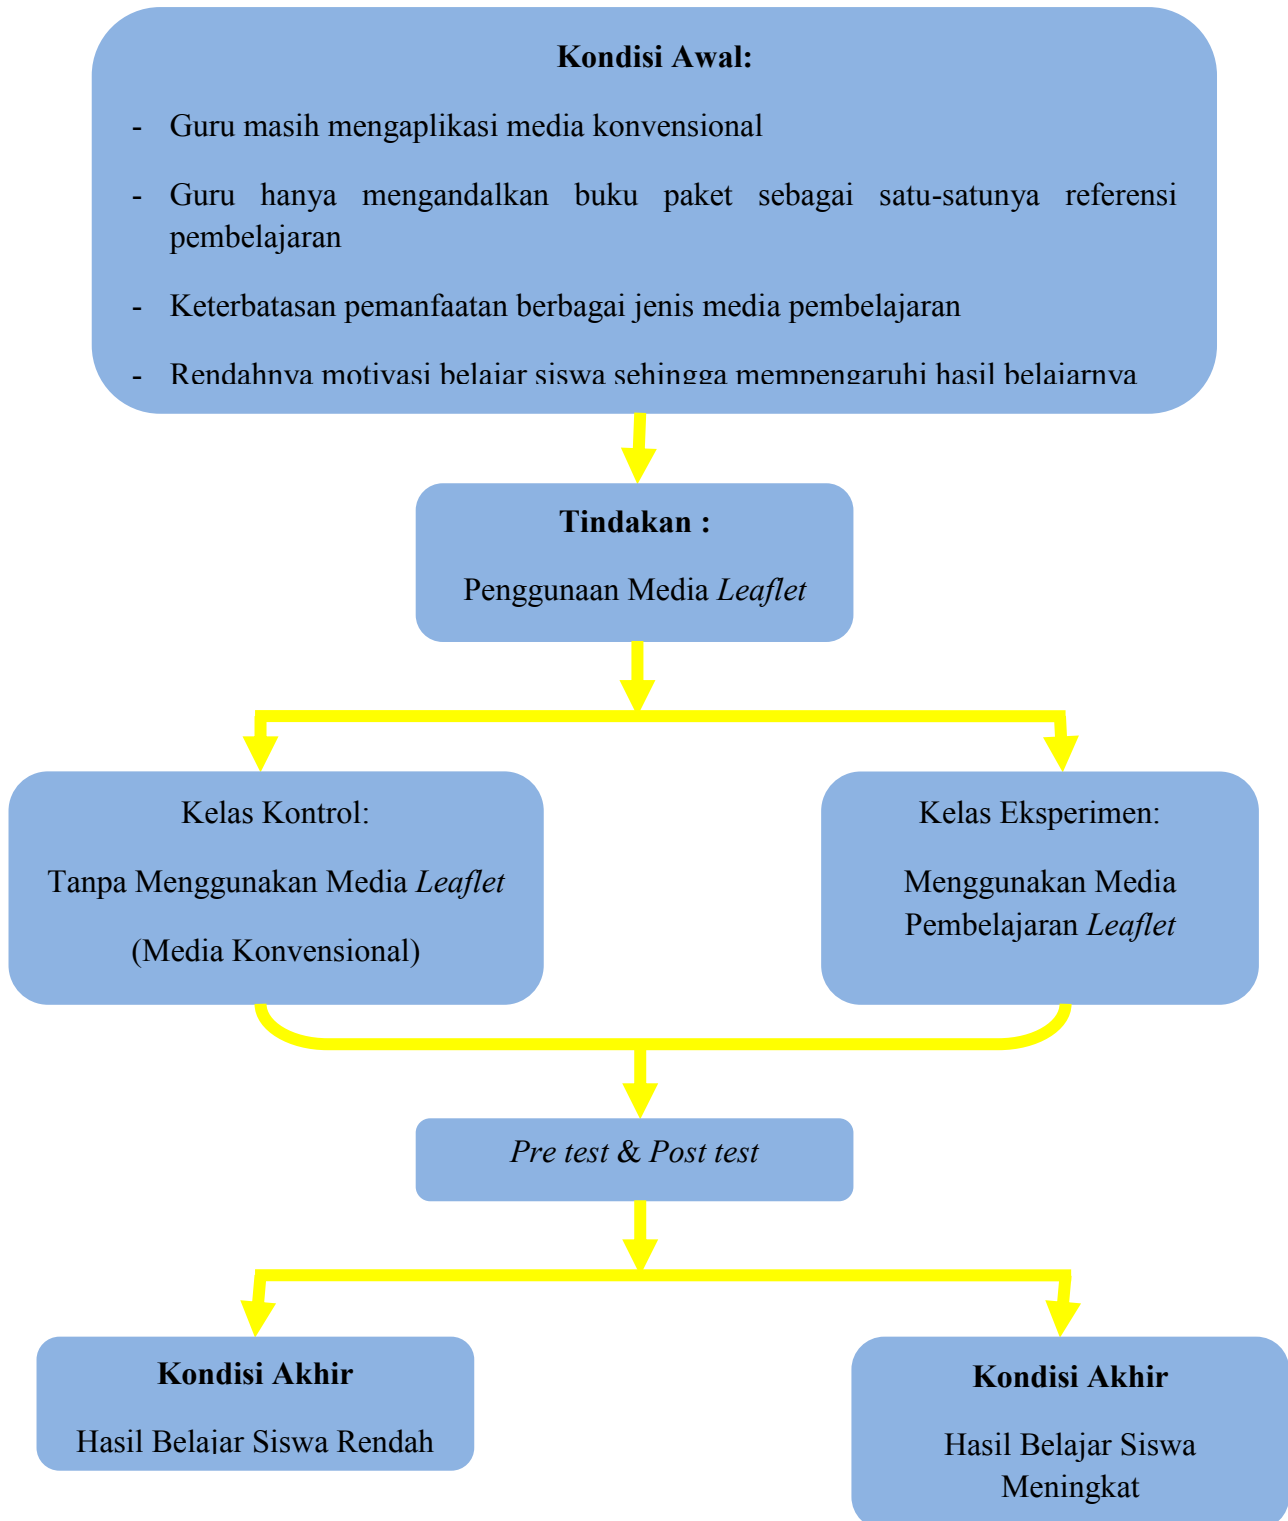 Kondisi Awal:
- Guru masih mengaplikasi media konvensional
- Guru hanya mengandalkan buku paket sebagai satu-satunya referensi
pembelajaran
- Keterbatasan pemanfaatan berbagai jenis media pembelajaran
- Rendahnya motivasi belajar siswa sehingga mempengaruhi hasil belajarnya
Tindakan :
Penggunaan Media Leaflet
Kelas Kontrol:
Tanpa Menggunakan Media Leaflet
(Media Konvensional)
Kelas Eksperimen:
Menggunakan Media
Pembelajaran Leaflet
Pre test & Post test
Kondisi Akhir
Hasil Belajar Siswa Rendah
Kondisi Akhir
Hasil Belajar Siswa
Meningkat